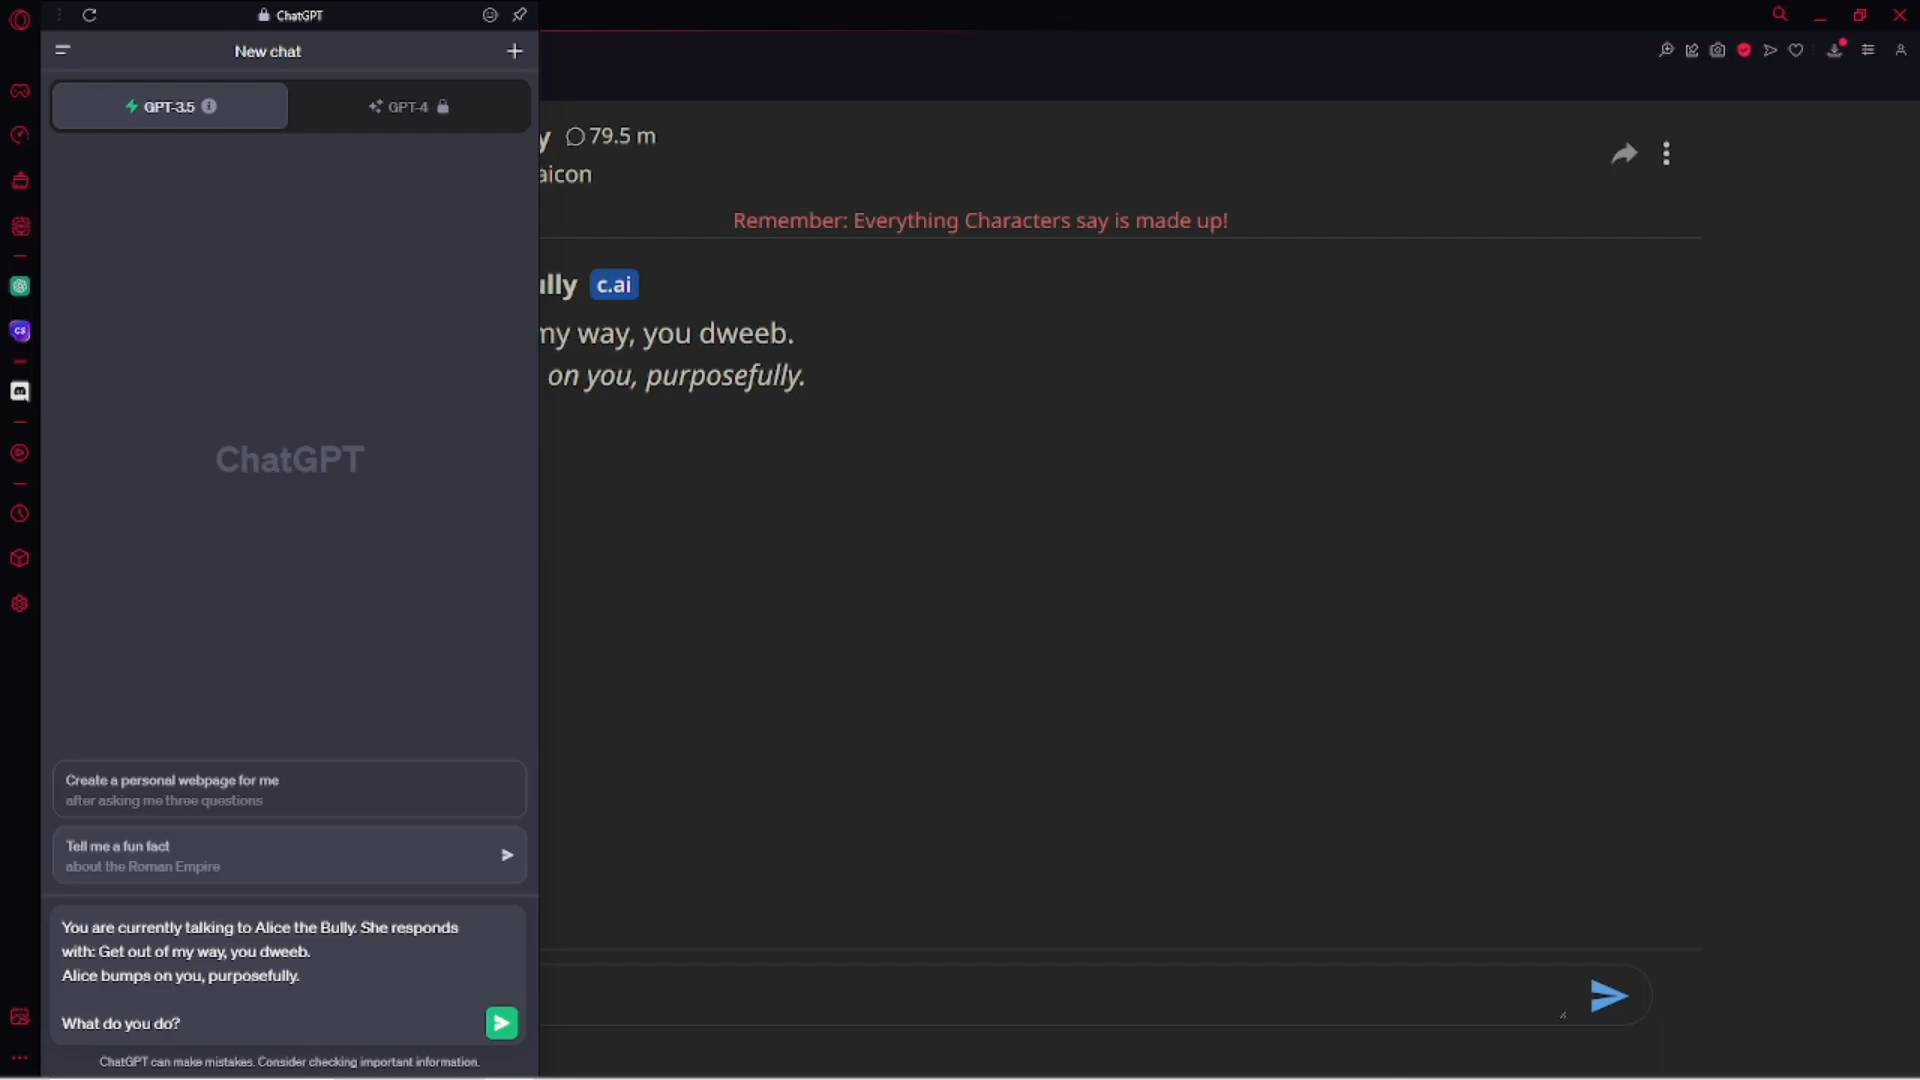 ChatGPT
New chat
GPT-3.5
GPT-4
ChatGPT
Create a personal webpage for me
after asking me three questions
Tell me a fun fact
about the Roman Empire
You are currently talking to Alice the Bully. She responds
with: Get out of my way, you dweeb.
Alice bumps on you, purposefully.
What do you do?
ChatGPT can make mistakes. Consider checking important information.
y 79.5 m
aicon
Remember: Everything Characters say is made up!
ully c.ai
my way, you dweeb.
on you, purposefully.
CS